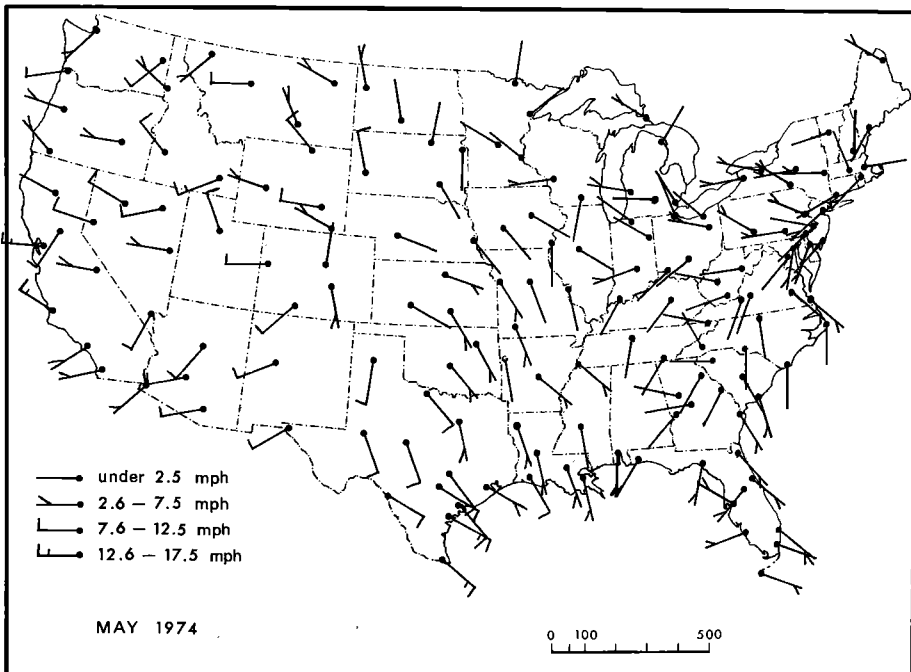 under 2.5 mph
2.6 – 7.5 mph
7.6 – 12.5 mph
12.6 – 17.5 mph
MAY 1974
0 100 500